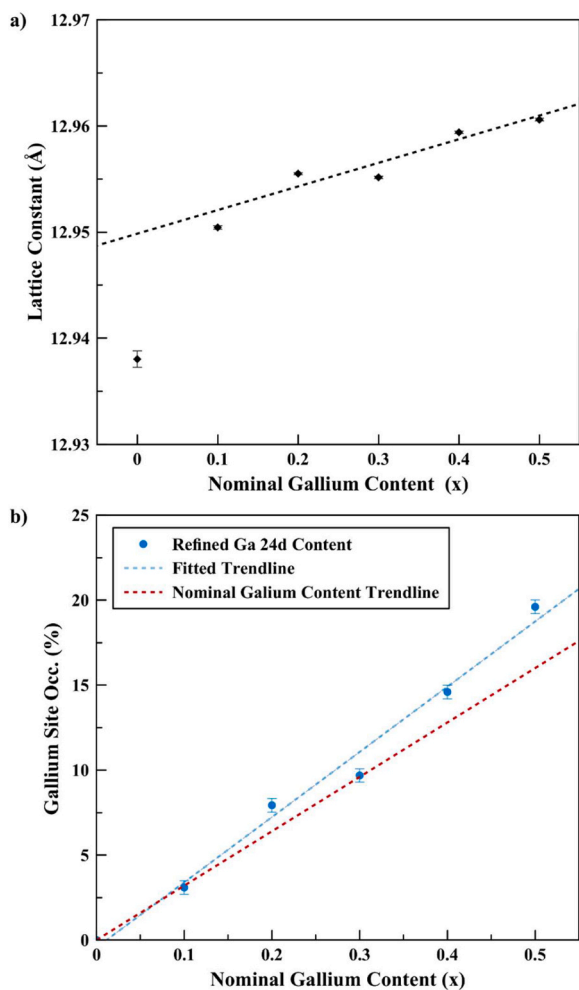 a)
12.97
12.96
12.95
12.94
12.93
Lattice Constant (Å)
0 0.1 0.2 0.3 0.4 0.5
Nominal Gallium Content (x)
b)
25
20
15
10
5
0
Gallium Site Occ. (%)
Refined Ga 24d Content
Fitted Trendline
Nominal Galium Content Trendline
0 0.1 0.2 0.3 0.4 0.5
Nominal Gallium Content (x)